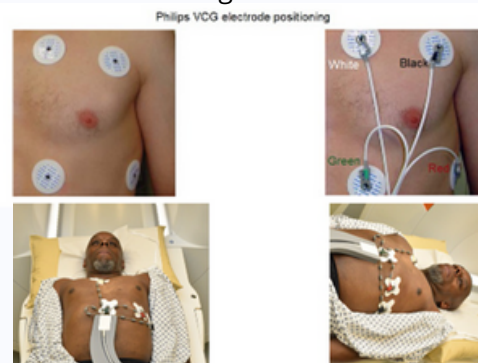 Philips VCG electrode positioning
White
Black
Green
Red